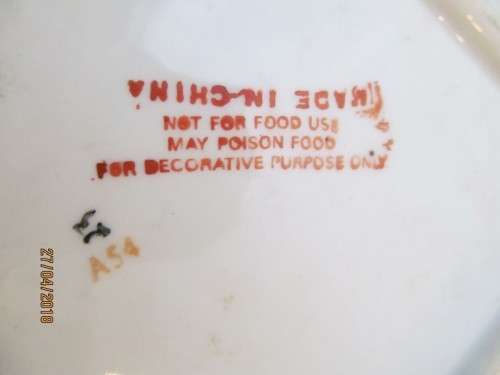 MADE IN CHINA
NOT FOR FOOD USE
MAY POISON FOOD
FOR DECORATIVE PURPOSE ONLY
A54
27/04/2018